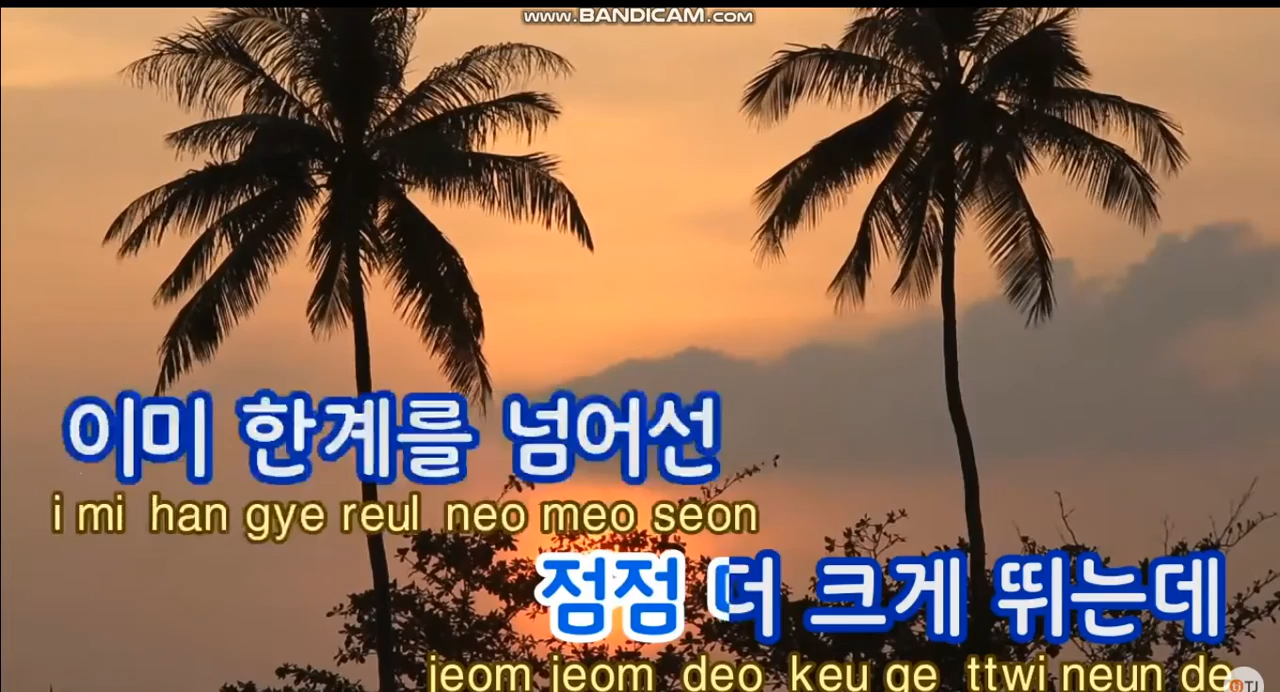 www.BANDICAM.com
이미 한계를 넘어선
i mi han gye reul neo meo seon
점점 더 크게 뛰는데
jeom jeom deo keu ge ttwi neun de
TJ